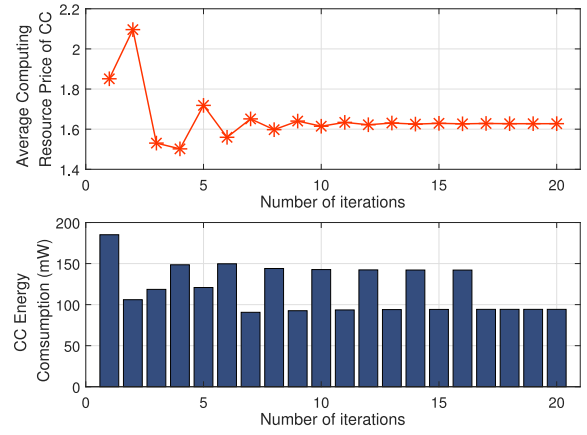 2.2
2
1.8
1.6
1.4
Average Computing
Resource Price of CC
0 5 10 15 20
Number of iterations
200
150
100
50
0
CC Energy
Comsumption (mW)
0 5 10 15 20
Number of iterations